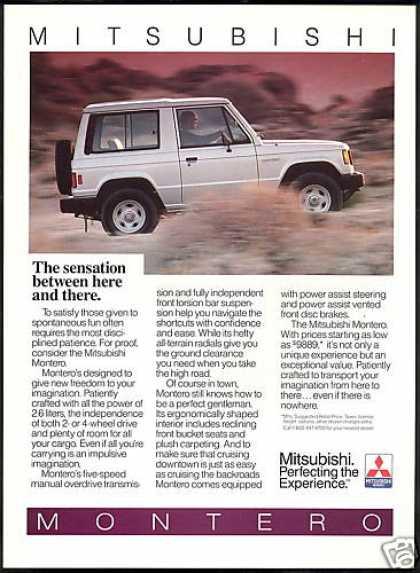 MITSUBISHI
The sensation
between here
and there.
To satisfy those given to
spontaneous fun often
requires the most disci-
plined patience. For proof,
consider the Mitsubishi
Montero.
Montero's designed to
give new freedom to your
imagination. Patiently
crafted with all the power of
2.6 liters, the independence
of both 2- or 4-wheel drive
and plenty of room for all
your cargo. Even if all you're
carrying is an impulsive
imagination.
Montero's five-speed
manual overdrive transmis-
sion and fully independent
front torsion bar suspen-
sion help you navigate the
shortcuts with confidence
and ease. While its hefty
all-terrain radials give you
the ground clearance
you need when you take
the high road.
Of course in town,
Montero still knows how to
be a perfect gentleman.
Its ergonomically shaped
interior includes reclining
front bucket seats and
plush carpeting. And to
make sure that cruising
downtown is just as easy
as cruising the backroads
Montero comes equipped
with power assist steering
and power assist vented
front disc brakes.
The Mitsubishi Montero.
With prices starting as low
as $9889,* it's not only a
unique experience but an
exceptional value. Patiently
crafted to transport your
imagination from here to
there...even if there is
nowhere.
Mitsubishi.
Perfecting the
Experience.™
MITSUBISHI
MONTERO